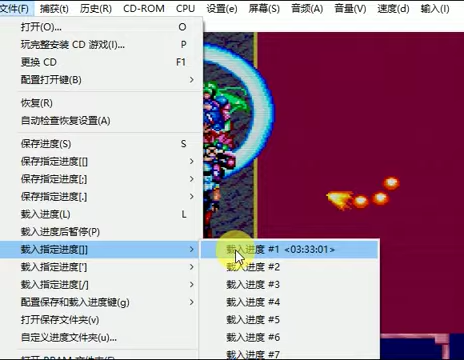 文件(F) 捕获(t) 历史(R) CD-ROM CPU 设置(e) 屏幕(S) 音频(A) 音量(V) 速度(d) 输入(I)
打开(O)... O
玩完整安装 CD 游戏(I)... P
更换 CD F1
配置打开键(B)
恢复(R)
自动检查恢复设置(A)
保存进度(S) S
保存指定进度[[]
保存指定进度[;]
保存指定进度[,]
载入进度(L) L
载入进度后暂停(P)
载入指定进度[]] 载入进度 #1 <03:33:01>
载入指定进度['] 载入进度 #2
载入指定进度[/] 载入进度 #3
配置保存和载入进度键(g) 载入进度 #4
打开保存文件夹(v) 载入进度 #5
自定义进度文件夹(u)... 载入进度 #6
载入进度 #7